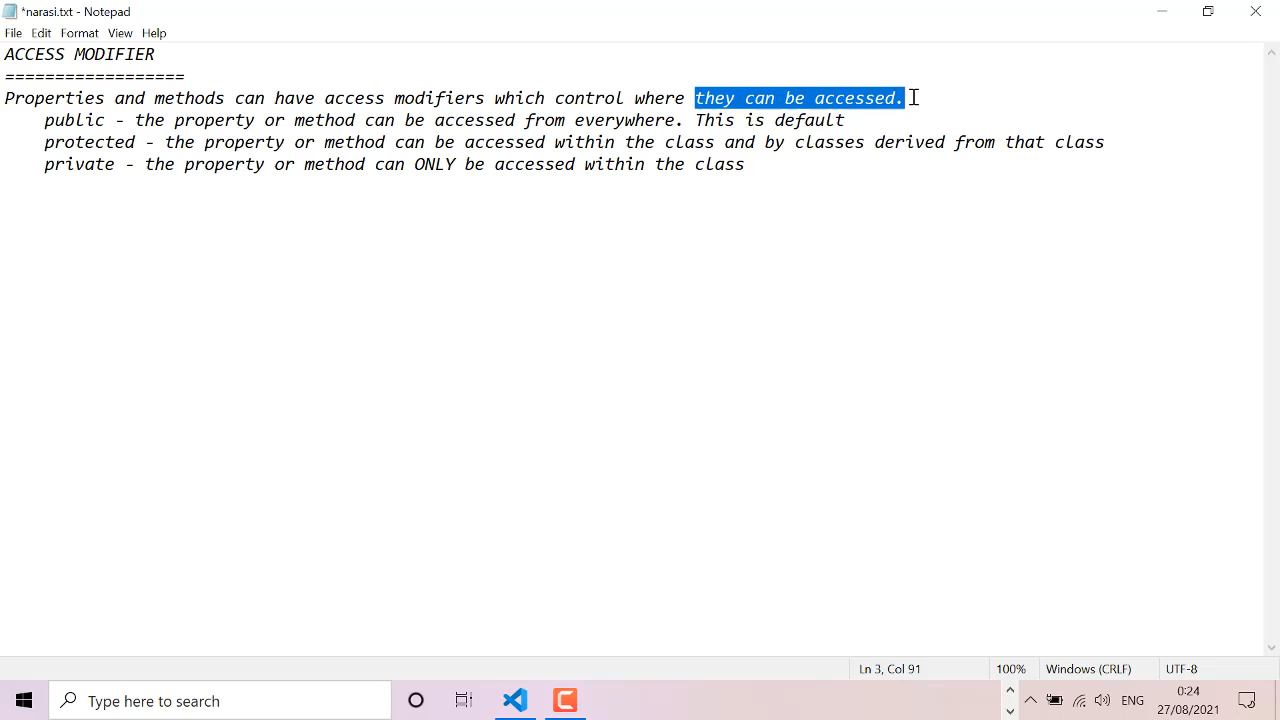 *narasi.txt - Notepad
File Edit Format View Help
ACCESS MODIFIER
==================
Properties and methods can have access modifiers which control where they can be accessed.
public - the property or method can be accessed from everywhere. This is default
protected - the property or method can be accessed within the class and by classes derived from that class
private - the property or method can ONLY be accessed within the class
Ln 3, Col 91 100% Windows (CRLF) UTF-8
Type here to search
ENG
0:24
27/08/2021